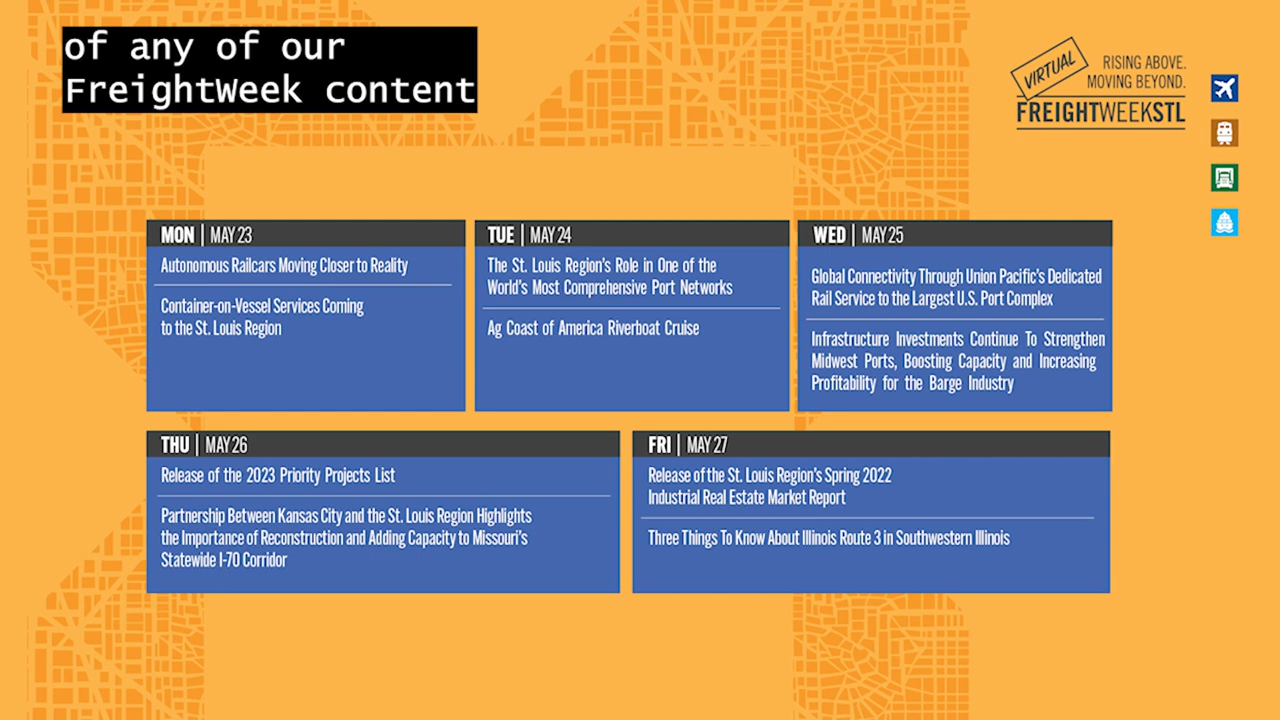 of any of our
FreightWeek content
VIRTUAL
RISING ABOVE.
MOVING BEYOND.
FREIGHTWEEKSTL
MON | MAY 23
Autonomous Railcars Moving Closer to Reality
Container-on-Vessel Services Coming
to the St. Louis Region
TUE | MAY 24
The St. Louis Region's Role in One of the
World's Most Comprehensive Port Networks
Ag Coast of America Riverboat Cruise
WED | MAY 25
Global Connectivity Through Union Pacific's Dedicated
Rail Service to the Largest U.S. Port Complex
Infrastructure Investments Continue To Strengthen
Midwest Ports, Boosting Capacity and Increasing
Profitability for the Barge Industry
THU | MAY 26
Release of the 2023 Priority Projects List
Partnership Between Kansas City and the St. Louis Region Highlights
the Importance of Reconstruction and Adding Capacity to Missouri's
Statewide I-70 Corridor
FRI | MAY 27
Release of the St. Louis Region's Spring 2022
Industrial Real Estate Market Report
Three Things To Know About Illinois Route 3 in Southwestern Illinois